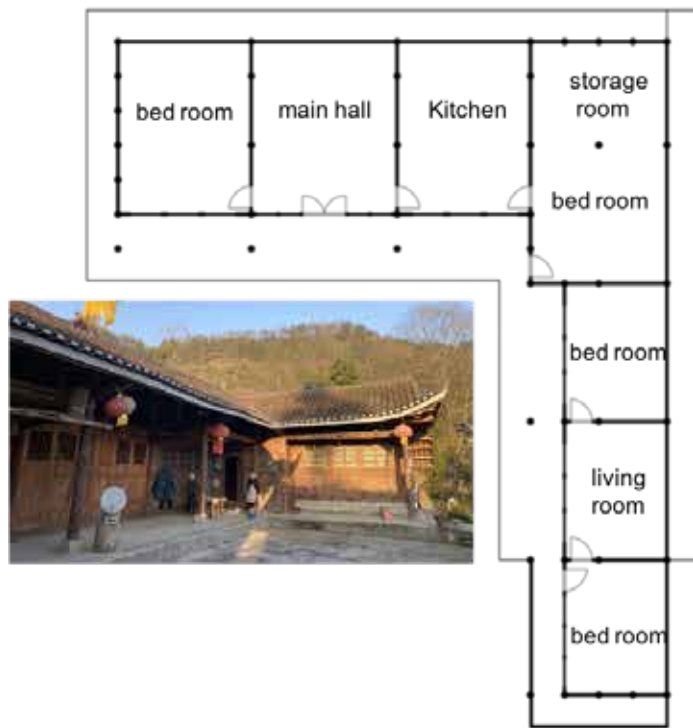 bed room
main hall
Kitchen
storage
room
bed room
bed room
living
room
bed room